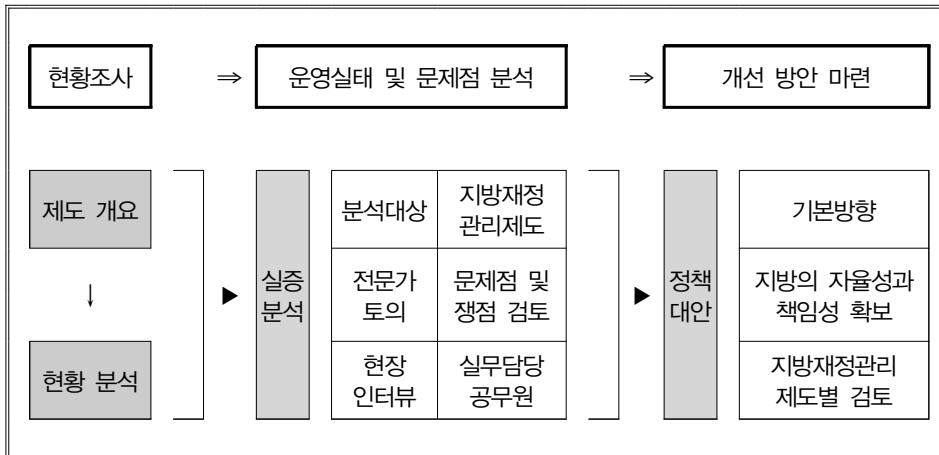 현황조사 ⇒ 운영실태 및 문제점 분석 ⇒ 개선 방안 마련
제도 개요
↓
현황 분석
▶
실증
분석
분석대상
지방재정
관리제도
전문가
토의
문제점 및
쟁점 검토
현장
인터뷰
실무담당
공무원
▶
정책
대안
기본방향
지방의 자율성과
책임성 확보
지방재정관리
제도별 검토